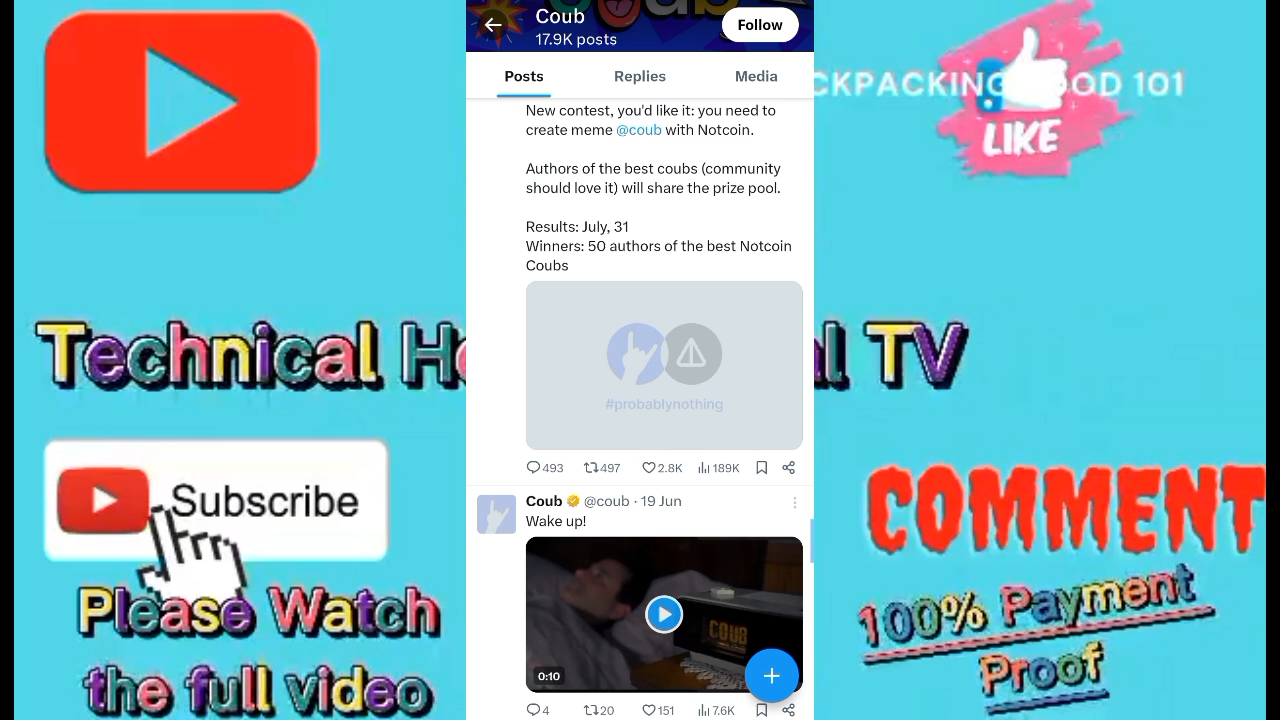 Coub
17.9K posts
Follow
Posts
Replies
Media
New contest, you'd like it: you need to
create meme @coub with Notcoin.
Authors of the best coubs (community
should love it) will share the prize pool.
Results: July, 31
Winners: 50 authors of the best Notcoin
Coubs
#probablynothing
493
497
2.8K
189K
Coub @coub · 19 Jun
Wake up!
COUB
0:10
4
20
151
7.6K
Technical
TV
Subscribe
Please Watch
the full video
101
LIKE
COMMENT
100% Payment
Proof